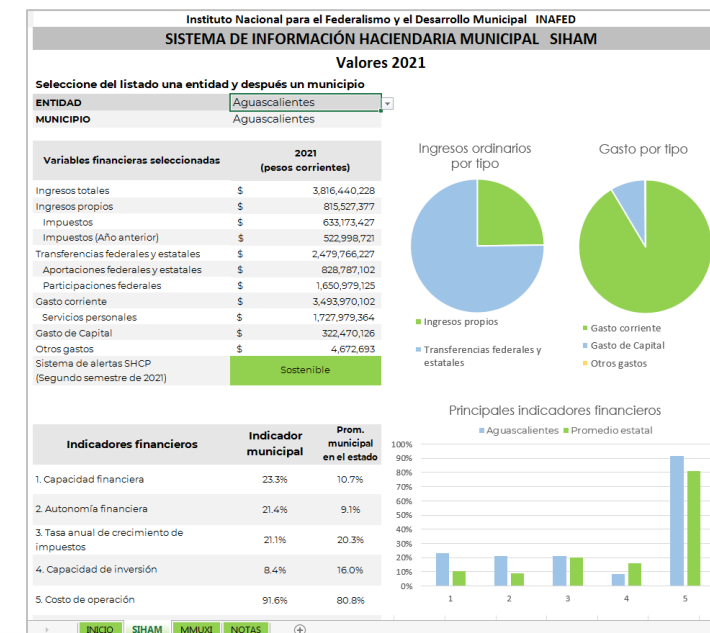 Instituto Nacional para el Federalismo y el Desarrollo Municipal INAFED
SISTEMA DE INFORMACIÓN HACIENDARIA MUNICIPAL SIHAM
Valores 2021
Seleccione del listado una entidad y después un municipio
ENTIDAD Aguascalientes
MUNICIPIO Aguascalientes
Variables financieras seleccionadas
2021
(pesos corrientes)
Ingresos totales $ 3,816,440,228
Ingresos propios $ 815,527,377
Impuestos $ 633,173,427
Impuestos (Año anterior) $ 522,998,721
Transferencias federales y estatales $ 2,479,766,227
Aportaciones federales y estatales $ 828,787,102
Participaciones federales $ 1,650,979,125
Gasto corriente $ 3,493,970,102
Servicios personales $ 1,727,979,364
Gasto de Capital $ 322,470,126
Otros gastos $ 4,672,693
Sistema de alertas SHCP
(Segundo semestre de 2021)
Sostenible
Ingresos ordinarios
por tipo
Ingresos propios
Transferencias federales y
estatales
Gasto por tipo
Gasto corriente
Gasto de Capital
Otros gastos
Indicadores financieros
Indicador
municipal
Prom.
municipal
en el estado
1. Capacidad financiera 23.3% 10.7%
2. Autonomía financiera 21.4% 9.1%
3. Tasa anual de crecimiento de
impuestos
21.1% 20.3%
4. Capacidad de inversión 8.4% 16.0%
5. Costo de operación 91.6% 80.8%
Principales indicadores financieros
Aguascalientes Promedio estatal
100%
90%
80%
70%
60%
50%
40%
30%
20%
10%
0%
1 2 3 4 5
INICIO SIHAM MMUXI NOTAS